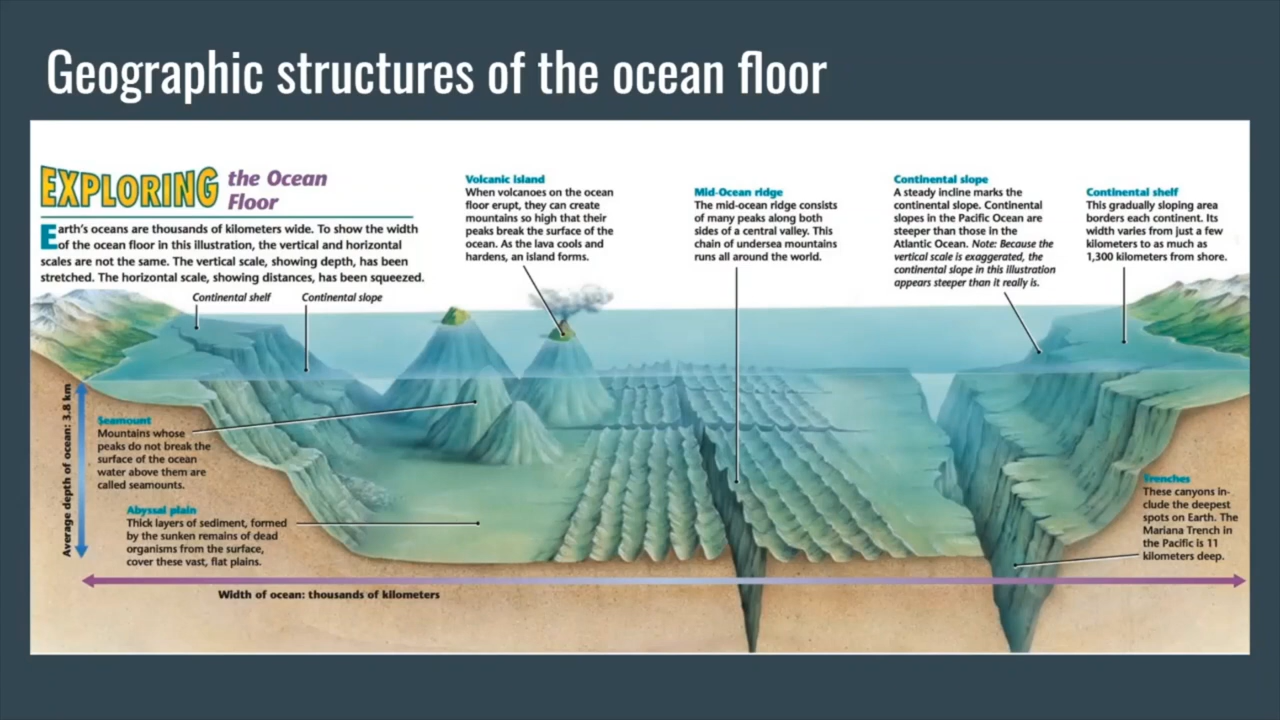 Geographic structures of the ocean floor
EXPLORING the Ocean
Floor
Earth's oceans are thousands of kilometers wide. To show the width
of the ocean floor in this illustration, the vertical and horizontal
scales are not the same. The vertical scale, showing depth, has been
stretched. The horizontal scale, showing distances, has been squeezed.
Continental shelf
Continental slope
Volcanic island
When volcanoes on the ocean
floor erupt, they can create
mountains so high that their
peaks break the surface of the
ocean. As the lava cools and
hardens, an island forms.
Mid-Ocean ridge
The mid-ocean ridge consists
of many peaks along both
sides of a central valley. This
chain of undersea mountains
runs all around the world.
Continental slope
A steady incline marks the
continental slope. Continental
slopes in the Pacific Ocean are
steeper than those in the
Atlantic Ocean. Note: Because the
vertical scale is exaggerated, the
continental slope in this illustration
appears steeper than it really is.
Continental shelf
This gradually sloping area
borders each continent. Its
width varies from just a few
kilometers to as much as
1,300 kilometers from shore.
Average depth of ocean: 3.8 km
Seamount
Mountains whose
peaks do not break the
surface of the ocean
water above them are
called seamounts.
Abyssal plain
Thick layers of sediment, formed
by the sunken remains of dead
organisms from the surface,
cover these vast, flat plains.
Trenches
These canyons in-
clude the deepest
spots on Earth. The
Mariana Trench in
the Pacific is 11
kilometers deep.
Width of ocean: thousands of kilometers